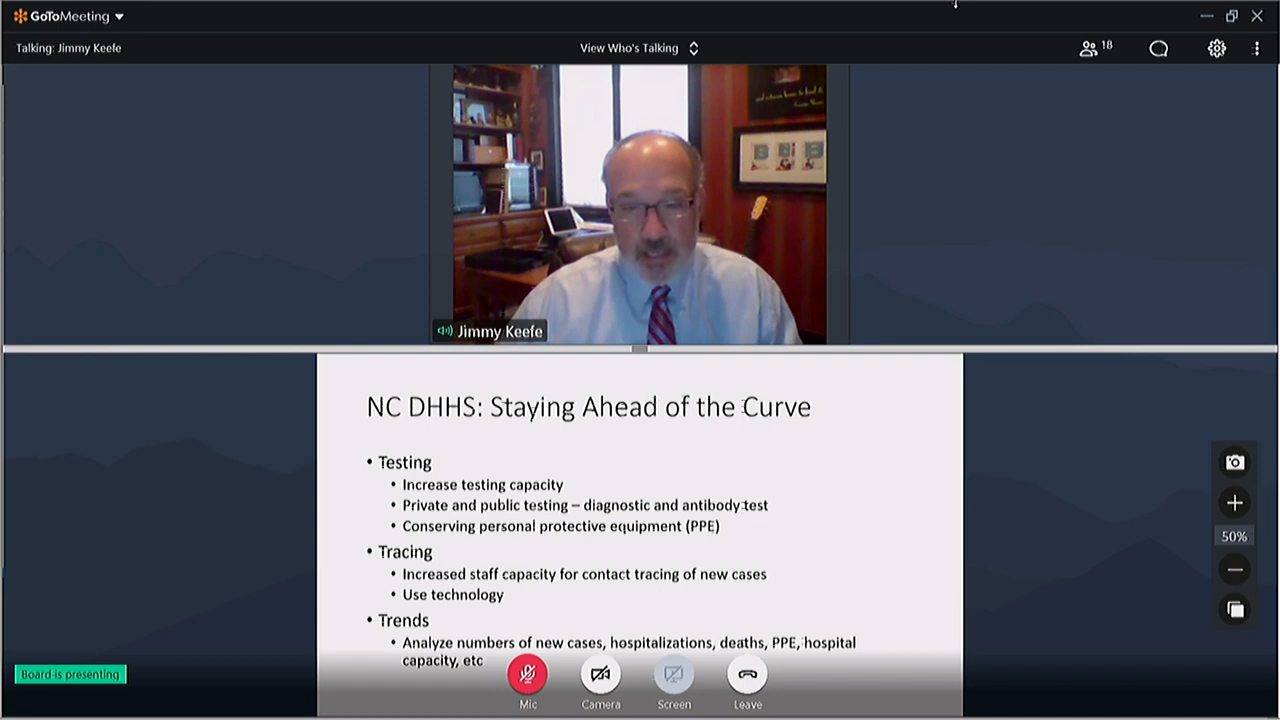 GoToMeeting
Talking: Jimmy Keefe
View Who's Talking
18
Jimmy Keefe
NC DHHS: Staying Ahead of the Curve
• Testing
• Increase testing capacity
• Private and public testing – diagnostic and antibody test
• Conserving personal protective equipment (PPE)
• Tracing
• Increased staff capacity for contact tracing of new cases
• Use technology
• Trends
• Analyze numbers of new cases, hospitalizations, deaths, PPE, hospital
capacity, etc
50%
Board is presenting
Mic
Camera
Screen
Leave